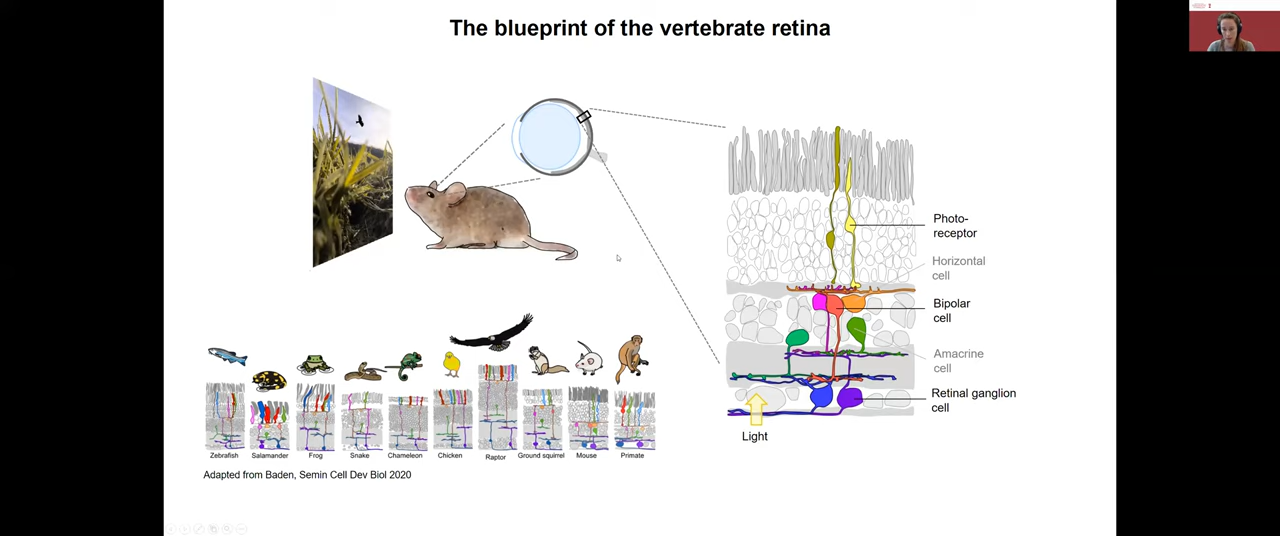 The blueprint of the vertebrate retina
Photo-
receptor
Horizontal
cell
Bipolar
cell
Amacrine
cell
Retinal ganglion
cell
Light
Zebrafish Salamander Frog Snake Chameleon Chicken Raptor Ground squirrel Mouse Primate
Adapted from Baden, Semin Cell Dev Biol 2020